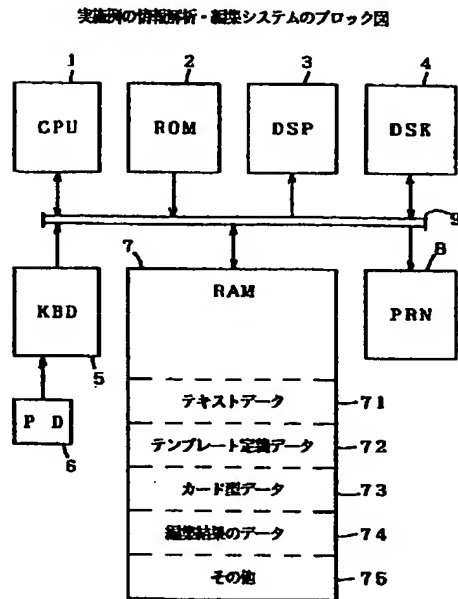 実施例の情報解析・編集システムのブロック図
1 2 3 4
CPU ROM DSP DSK
9
7 8
KBD RAM PRN
5
P D
6
テキストデータ 71
テンプレート定義データ 72
カード型データ 73
編集結果のデータ 74
その他 75